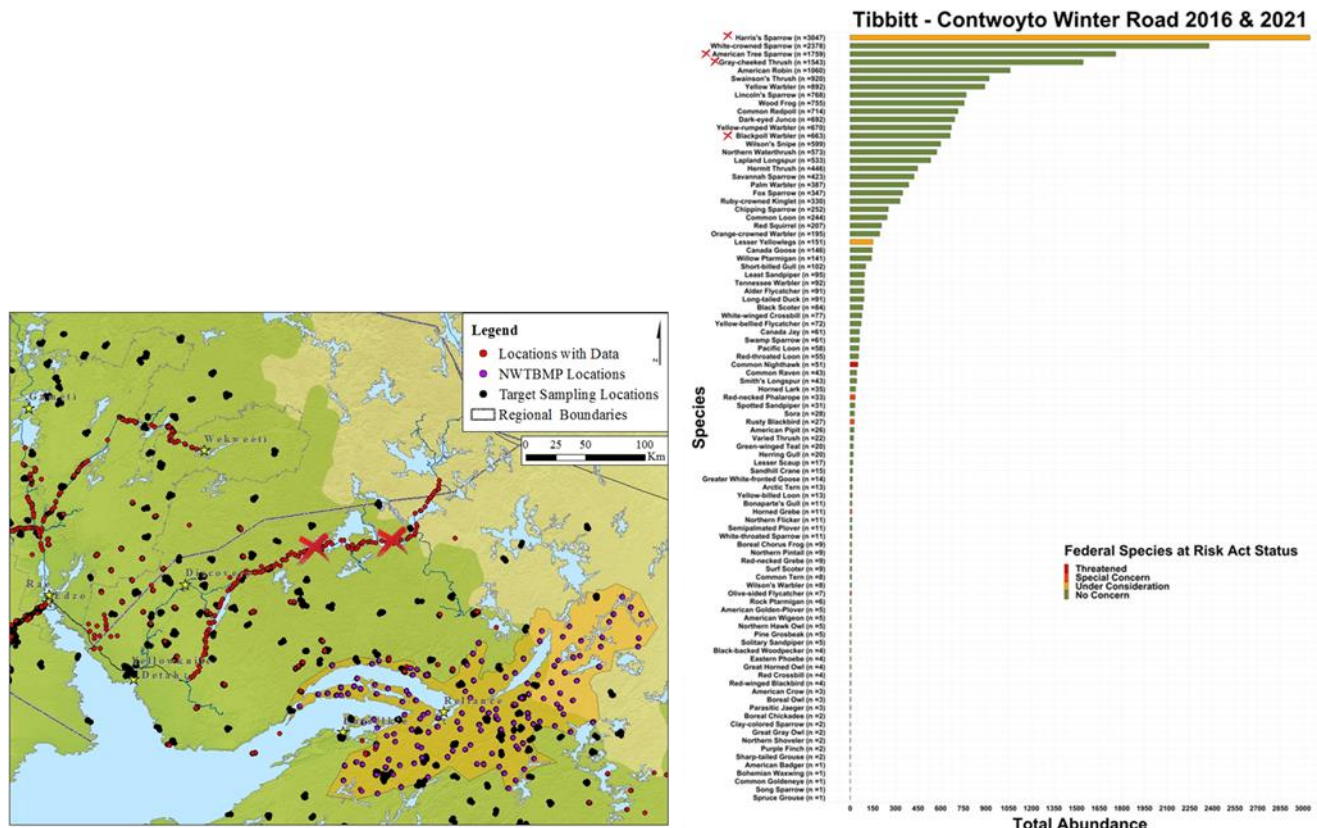 Tibbitt - Contwoyto Winter Road 2016 & 2021
Legend
Locations with Data
NWTBMP Locations
Target Sampling Locations
Regional Boundaries
0 25 50 100
Km
Wekweeti
Rae
Edzo
Discovery
Yellowknife
Dettah
Reliance
Species
Harris's Sparrow (n =3047)
White-crowned Sparrow (n =2378)
American Tree Sparrow (n =1759)
Gray-cheeked Thrush (n =1543)
American Robin (n =1060)
Swainson's Thrush (n =920)
Yellow Warbler (n =892)
Lincoln's Sparrow (n =768)
Wood Frog (n =755)
Common Redpoll (n =714)
Dark-eyed Junco (n =692)
Yellow-rumped Warbler (n =670)
Blackpoll Warbler (n =663)
Wilson's Snipe (n =599)
Northern Waterthrush (n =573)
Lapland Longspur (n =533)
Hermit Thrush (n =446)
Savannah Sparrow (n =423)
Palm Warbler (n =387)
Fox Sparrow (n =347)
Ruby-crowned Kinglet (n =330)
Chipping Sparrow (n =252)
Common Loon (n =244)
Red Squirrel (n =207)
Orange-crowned Warbler (n =195)
Lesser Yellowlegs (n =151)
Canada Goose (n =146)
Willow Ptarmigan (n =141)
Short-billed Gull (n =102)
Least Sandpiper (n =95)
Tennessee Warbler (n =92)
Alder Flycatcher (n =91)
Long-tailed Duck (n =91)
Black Scoter (n =84)
White-winged Crossbill (n =77)
Yellow-bellied Flycatcher (n =72)
Canada Jay (n =61)
Swamp Sparrow (n =61)
Pacific Loon (n =58)
Red-throated Loon (n =55)
Common Nighthawk (n =51)
Common Raven (n =43)
Smith's Longspur (n =43)
Horned Lark (n =35)
Red-necked Phalarope (n =33)
Spotted Sandpiper (n =31)
Sora (n =28)
Rusty Blackbird (n =27)
American Pipit (n =26)
Varied Thrush (n =22)
Green-winged Teal (n =20)
Herring Gull (n =20)
Lesser Scaup (n =17)
Sandhill Crane (n =15)
Greater White-fronted Goose (n =14)
Arctic Tern (n =13)
Yellow-billed Loon (n =13)
Bonaparte's Gull (n =11)
Horned Grebe (n =11)
Northern Flicker (n =11)
Semipalmated Plover (n =11)
White-throated Sparrow (n =11)
Boreal Chorus Frog (n =9)
Northern Pintail (n =9)
Red-necked Grebe (n =9)
Surf Scoter (n =9)
Common Tern (n =8)
Wilson's Warbler (n =8)
Olive-sided Flycatcher (n =7)
Rock Ptarmigan (n =6)
American Golden-Plover (n =5)
American Wigeon (n =5)
Northern Hawk Owl (n =5)
Pine Grosbeak (n =5)
Solitary Sandpiper (n =5)
Black-backed Woodpecker (n =4)
Eastern Phoebe (n =4)
Great Horned Owl (n =4)
Red Crossbill (n =4)
Red-winged Blackbird (n =4)
American Crow (n =3)
Boreal Owl (n =3)
Parasitic Jaeger (n =3)
Boreal Chickadee (n =2)
Clay-colored Sparrow (n =2)
Great Gray Owl (n =2)
Northern Shoveler (n =2)
Purple Finch (n =2)
Sharp-tailed Grouse (n =2)
American Badger (n =1)
Bohemian Waxwing (n =1)
Common Goldeneye (n =1)
Song Sparrow (n =1)
Spruce Grouse (n =1)
Federal Species at Risk Act Status
Threatened
Special Concern
Under Consideration
No Concern
0 150 300 450 600 750 900 1050 1200 1350 1500 1650 1800 1950 2100 2250 2400 2550 2700 2850 3000
Total Abundance